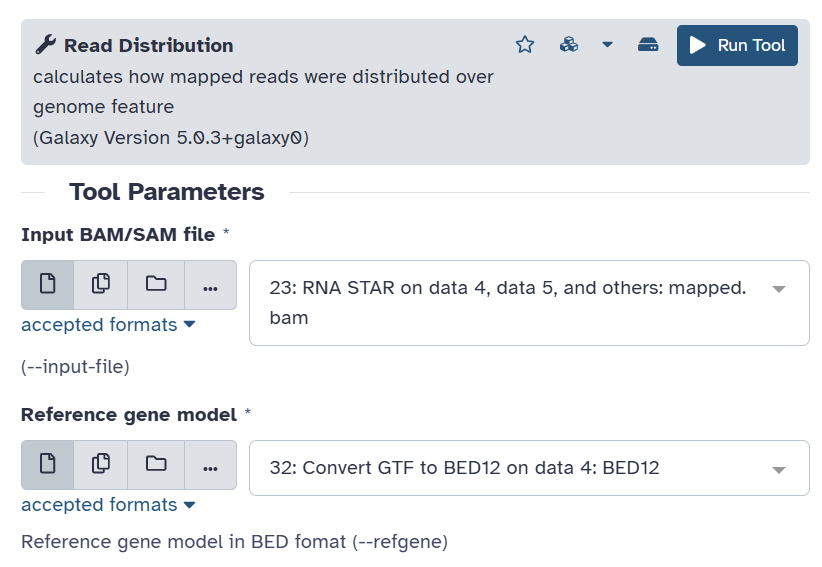 Read Distribution
Run Tool
calculates how mapped reads were distributed over
genome feature
(Galaxy Version 5.0.3+galaxy0)
Tool Parameters
Input BAM/SAM file *
...
23: RNA STAR on data 4, data 5, and others: mapped.
bam
accepted formats
(--input-file)
Reference gene model *
...
32: Convert GTF to BED12 on data 4: BED12
accepted formats
Reference gene model in BED fomat (--refgene)